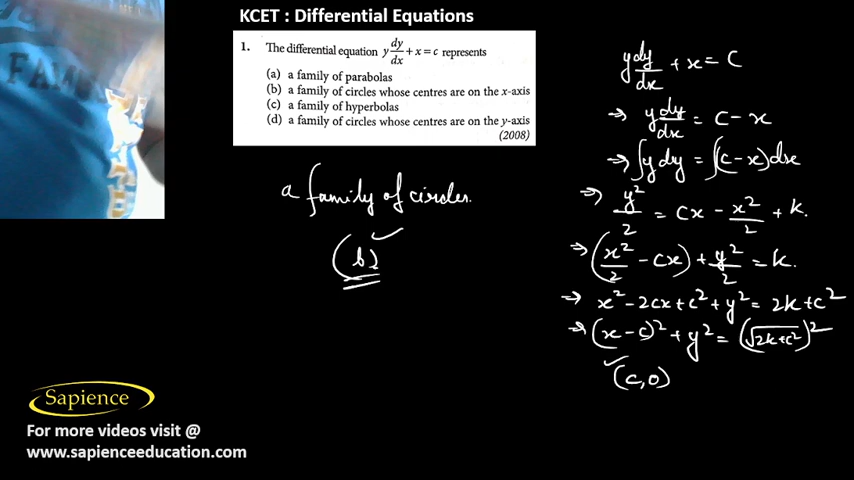 KCET : Differential Equations
1. The differential equation y dy/dx + x = c represents
(a) a family of parabolas
(b) a family of circles whose centres are on the x-axis
(c) a family of hyperbolas
(d) a family of circles whose centres are on the y-axis
(2008)
a family of circles.
(b)
y dy/dx + x = c
→ y dy/dx = c - x
→ ∫y dy = ∫(c - x) dx
→ y²/2 = cx - x²/2 + k.
→ (x²/2 - cx) + y²/2 = k.
→ x² - 2cx + c² + y² = 2k + c²
→ (x - c)² + y² = (√2k+c²)²
(c, 0)
Sapience
For more videos visit @
www.sapienceeducation.com